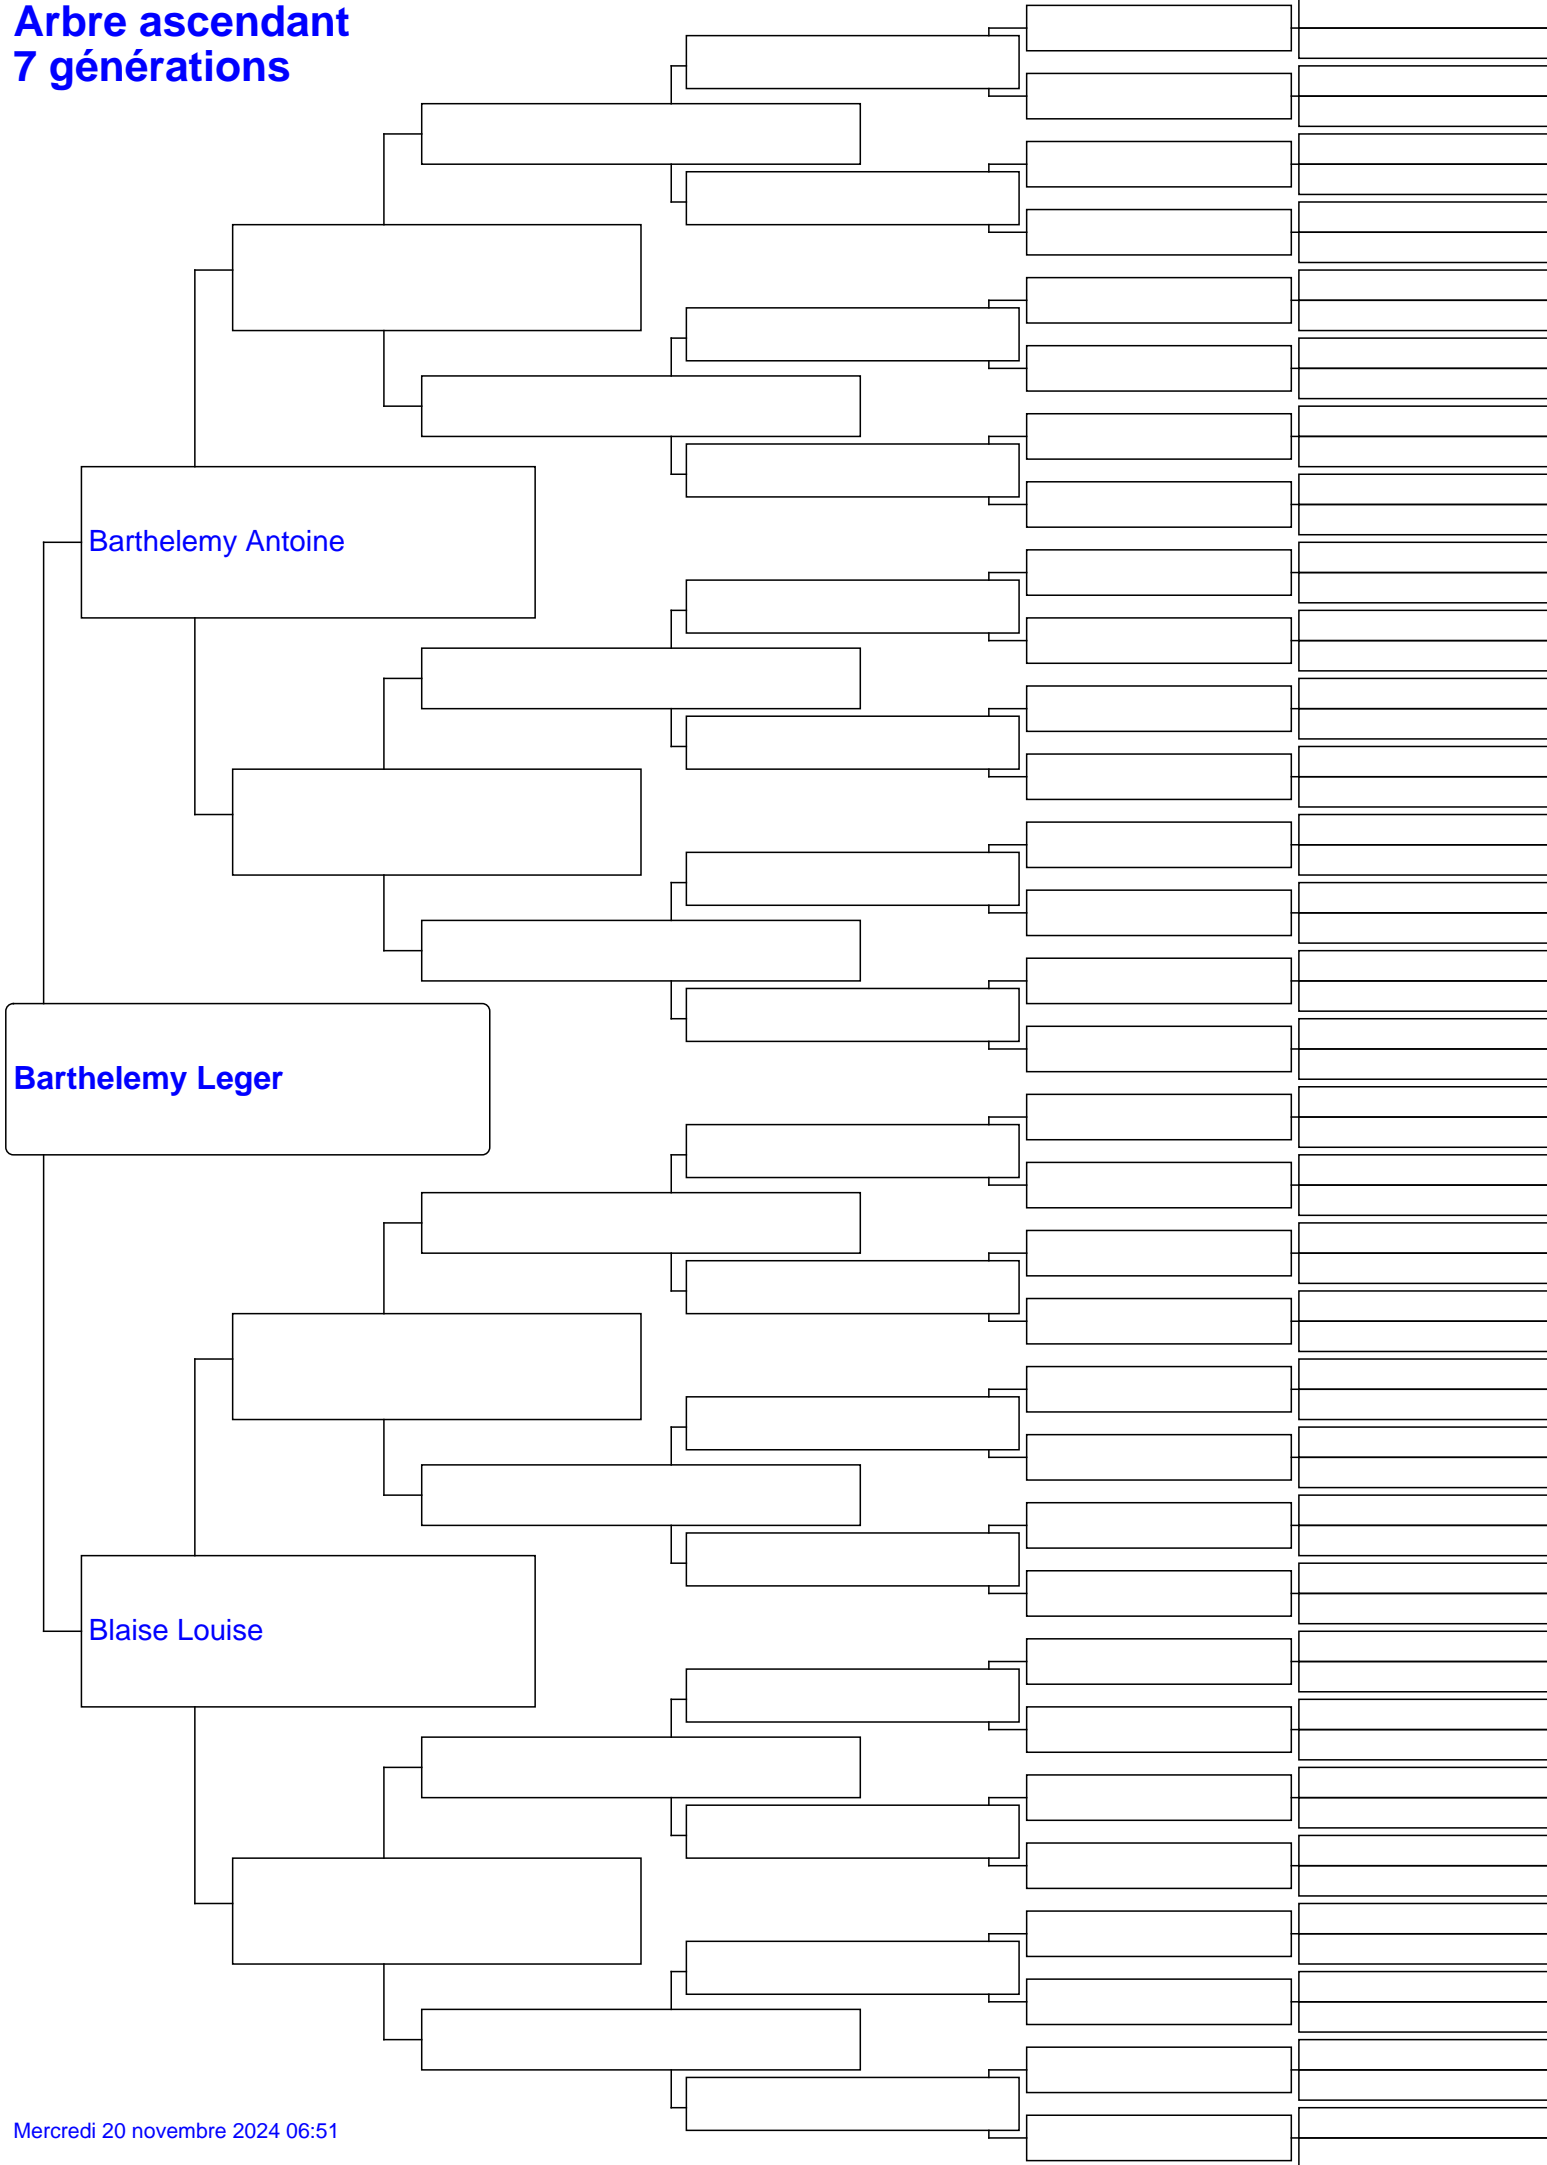 Arbre ascendant
7 générations
Barthelemy Antoine
Barthelemy Leger
Blaise Louise
Mercredi 20 novembre 2024 06:51